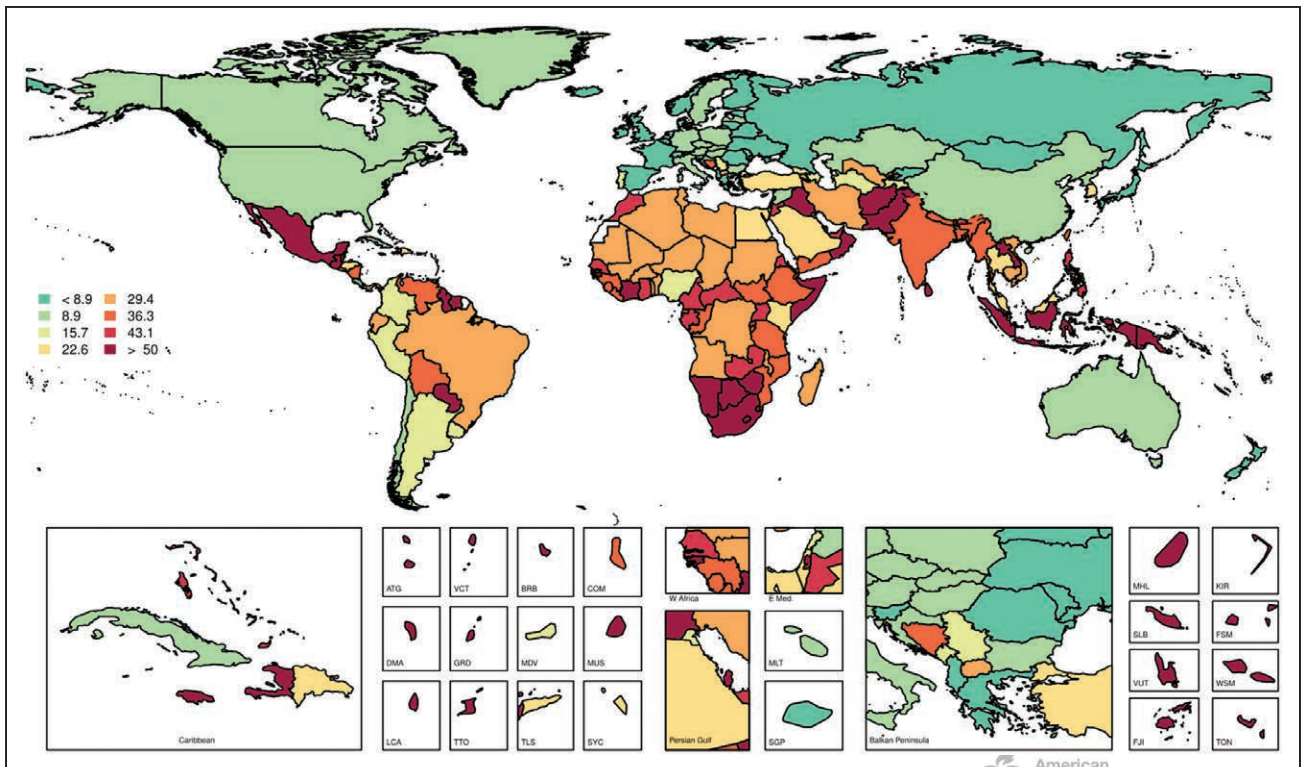 < 8.9 29.4
8.9 36.3
15.7 43.1
22.6 > 50
ATG VCT BRB COM
W Africa E Med.
MHL KIR
DMA GRD MDV MUS
MLT
SLB FSM
VUT WSM
Caribbean
LCA TTO TLS SYC
Persian Gulf
SGP
Balkan Peninsula
FJI TON
American